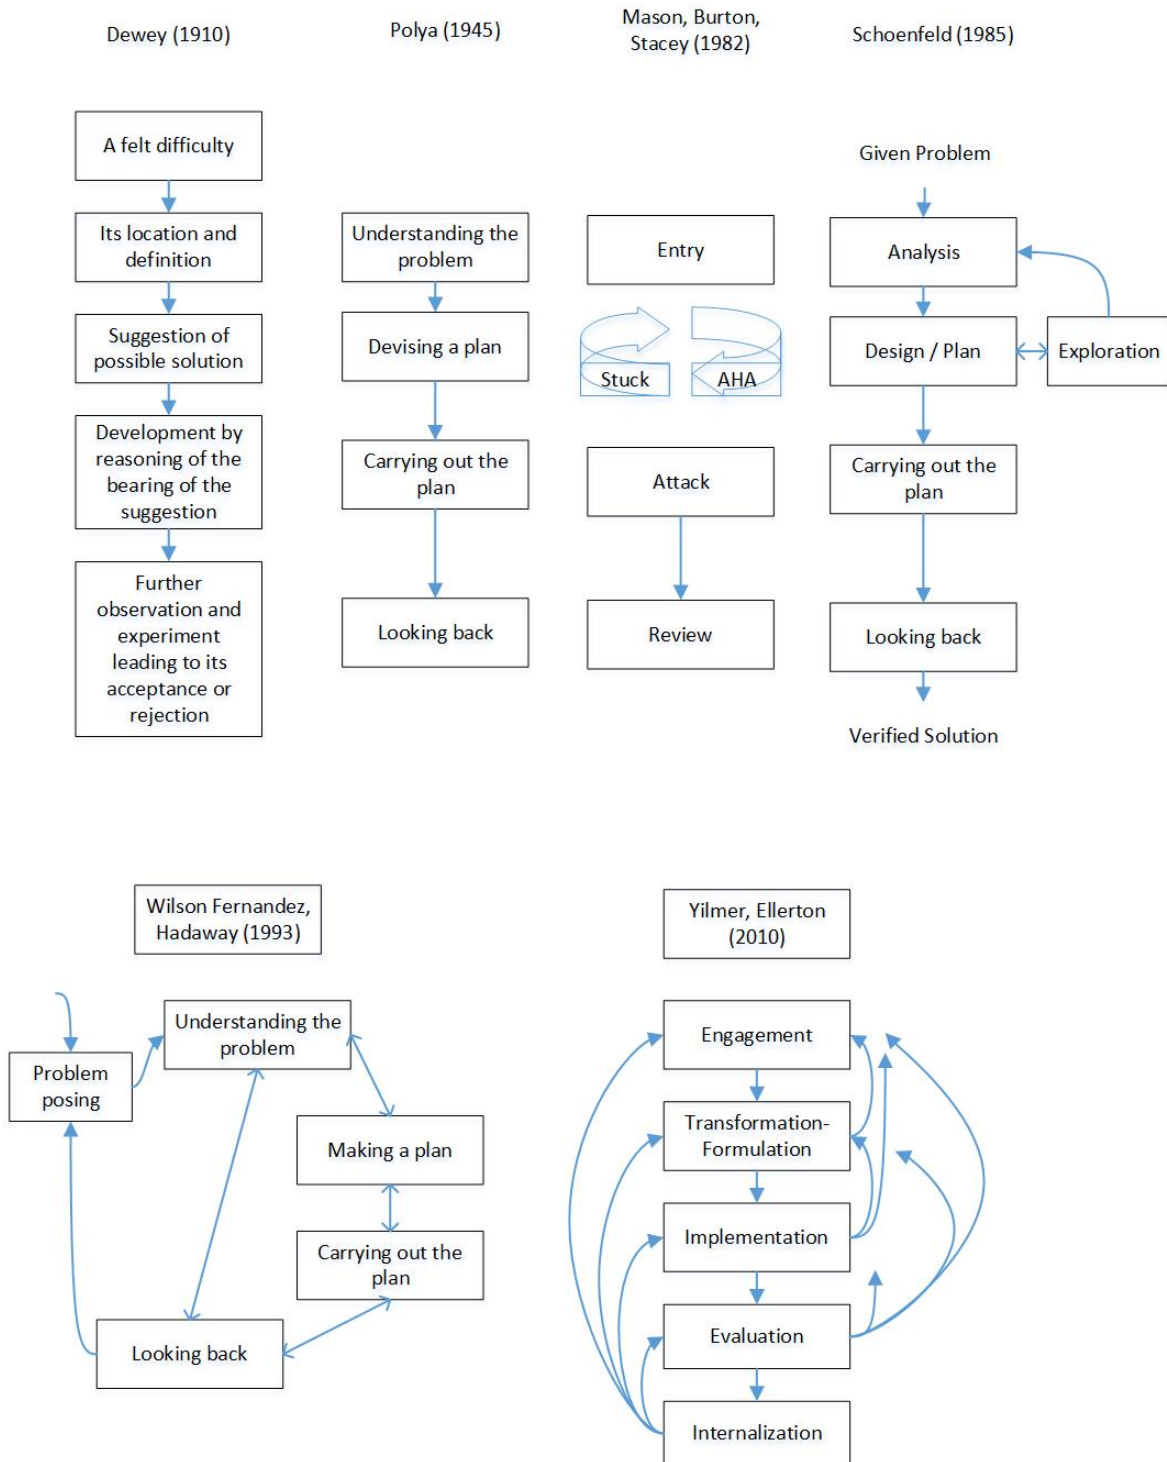 Dewey (1910)
Polya (1945)
Mason, Burton,
Stacey (1982)
Schoenfeld (1985)
A felt difficulty
Its location and
definition
Suggestion of
possible solution
Development by
reasoning of the
bearing of the
suggestion
Further
observation and
experiment
leading to its
acceptance or
rejection
Understanding the
problem
Devising a plan
Carrying out the
plan
Looking back
Entry
Stuck
AHA
Attack
Review
Given Problem
Analysis
Design / Plan
Exploration
Carrying out the
plan
Looking back
Verified Solution
Wilson Fernandez,
Hadaway (1993)
Problem
posing
Understanding the
problem
Making a plan
Carrying out the
plan
Looking back
Yilmer, Ellerton
(2010)
Engagement
Transformation-
Formulation
Implementation
Evaluation
Internalization